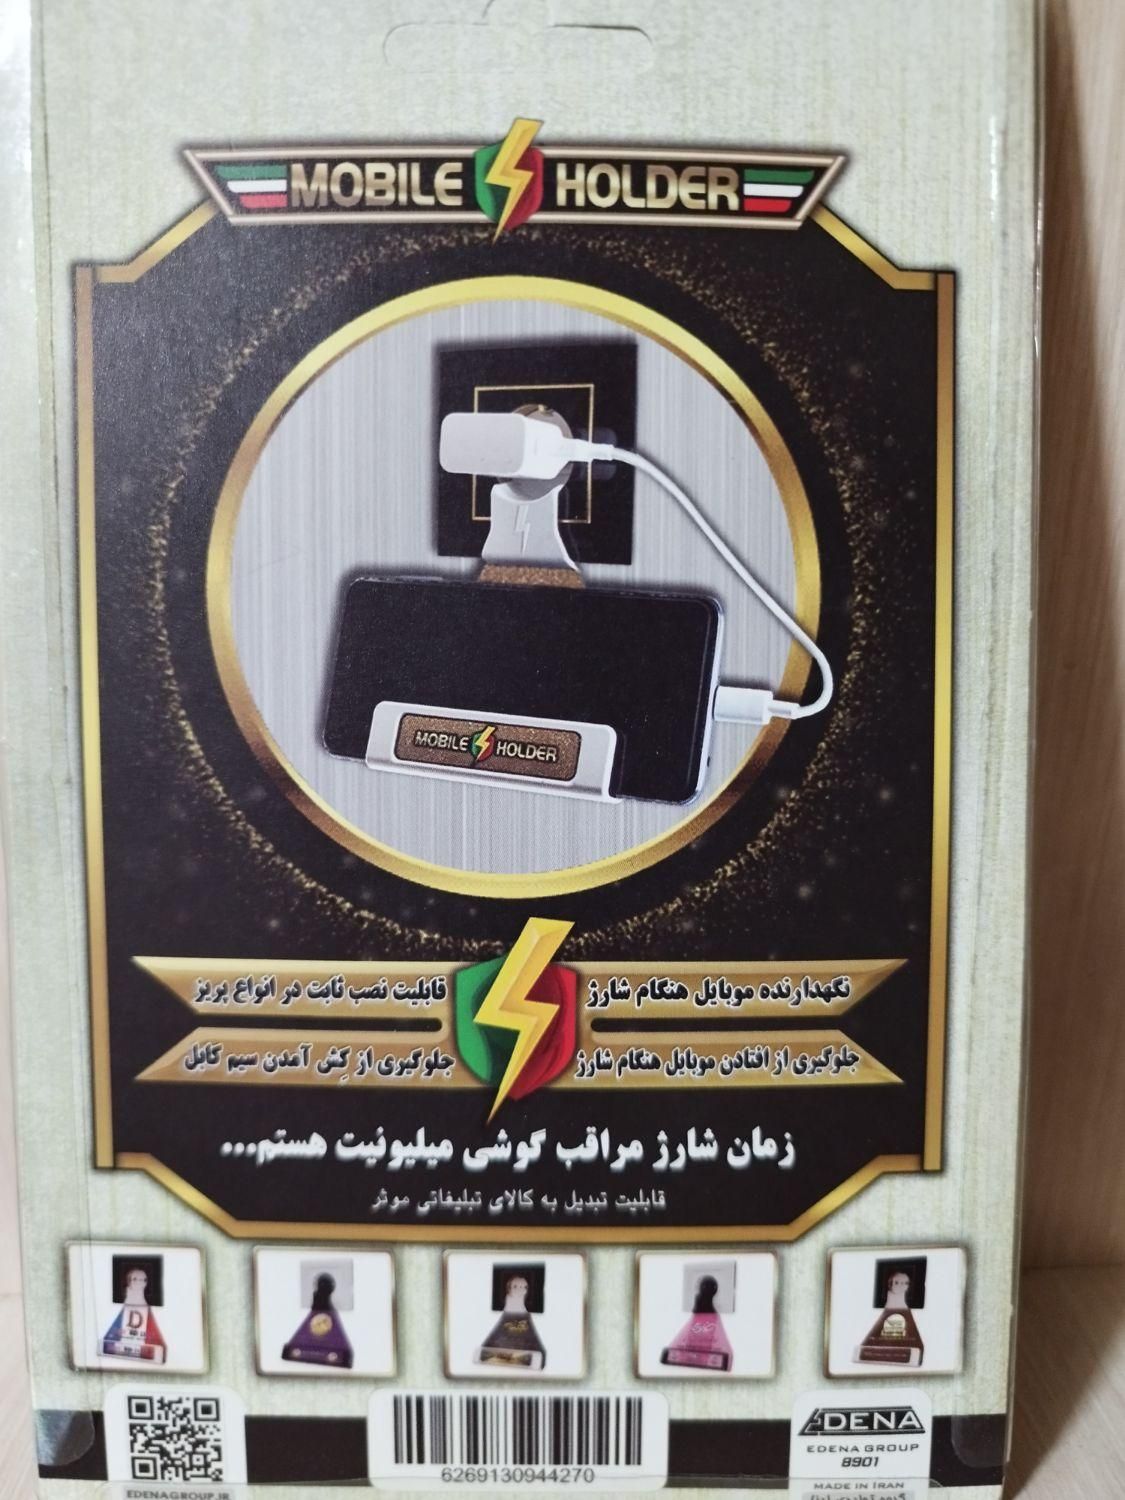 MOBILE HOLDER
MOBILE HOLDER
نگهدارنده موبایل هنگام شارژ
قابلیت نصب ثابت در انواع پریز
جلوگیری از افتادن موبایل هنگام شارژ
جلوگیری از کِش آمدن سیم کابل
زمان شارژ مراقب گوشی میلیونیت هستم...
قابلیت تبدیل به کالای تبلیغاتی موثر
D
EDENAGROUP.IR
6269130944270
EDENA
EDENA GROUP
8901
MADE IN IRAN